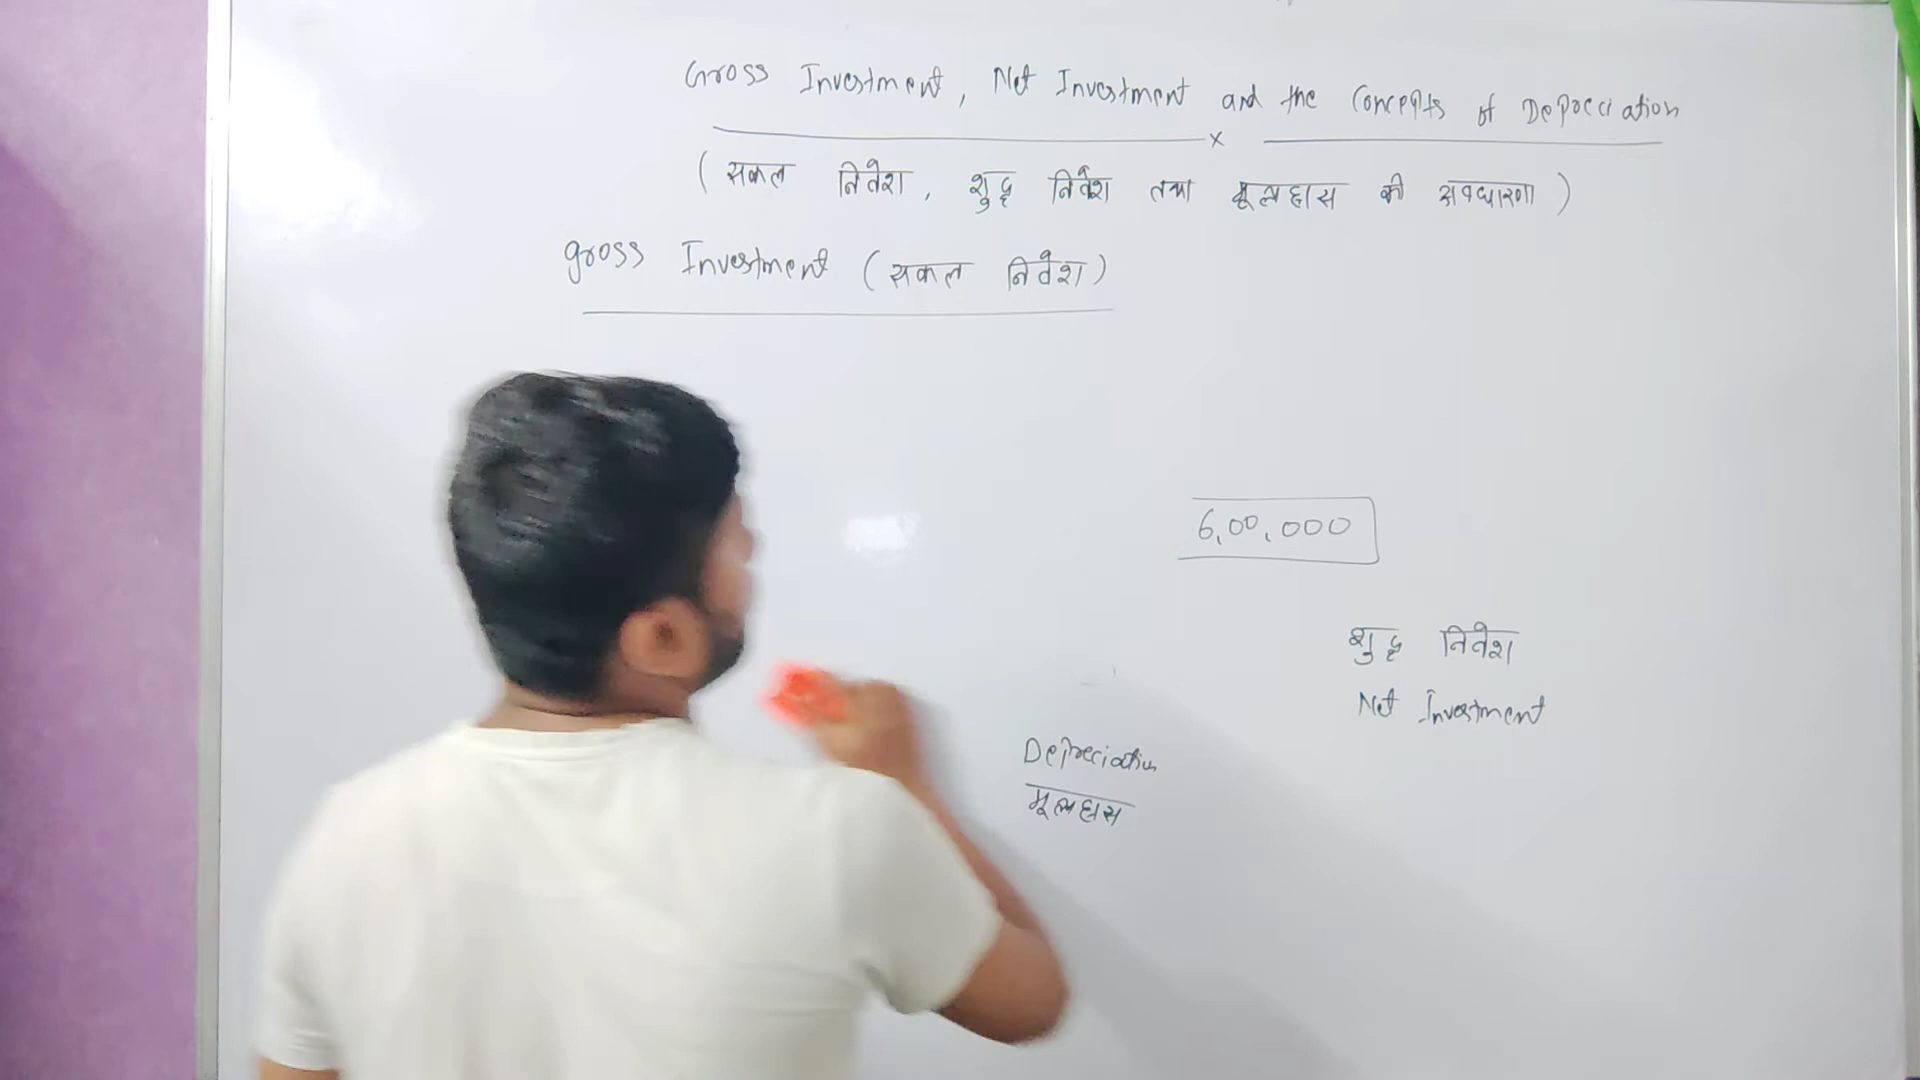 Gross Investment, Net Investment and the Concepts of Depreciation
x
(सकल निवेश, शुद्ध निवेश तथा मूल्यह्रास की अवधारणा)
gross Investment (सकल निवेश)
6,00,000
शुद्ध निवेश
Net Investment
Depreciation
मूल्यह्रास